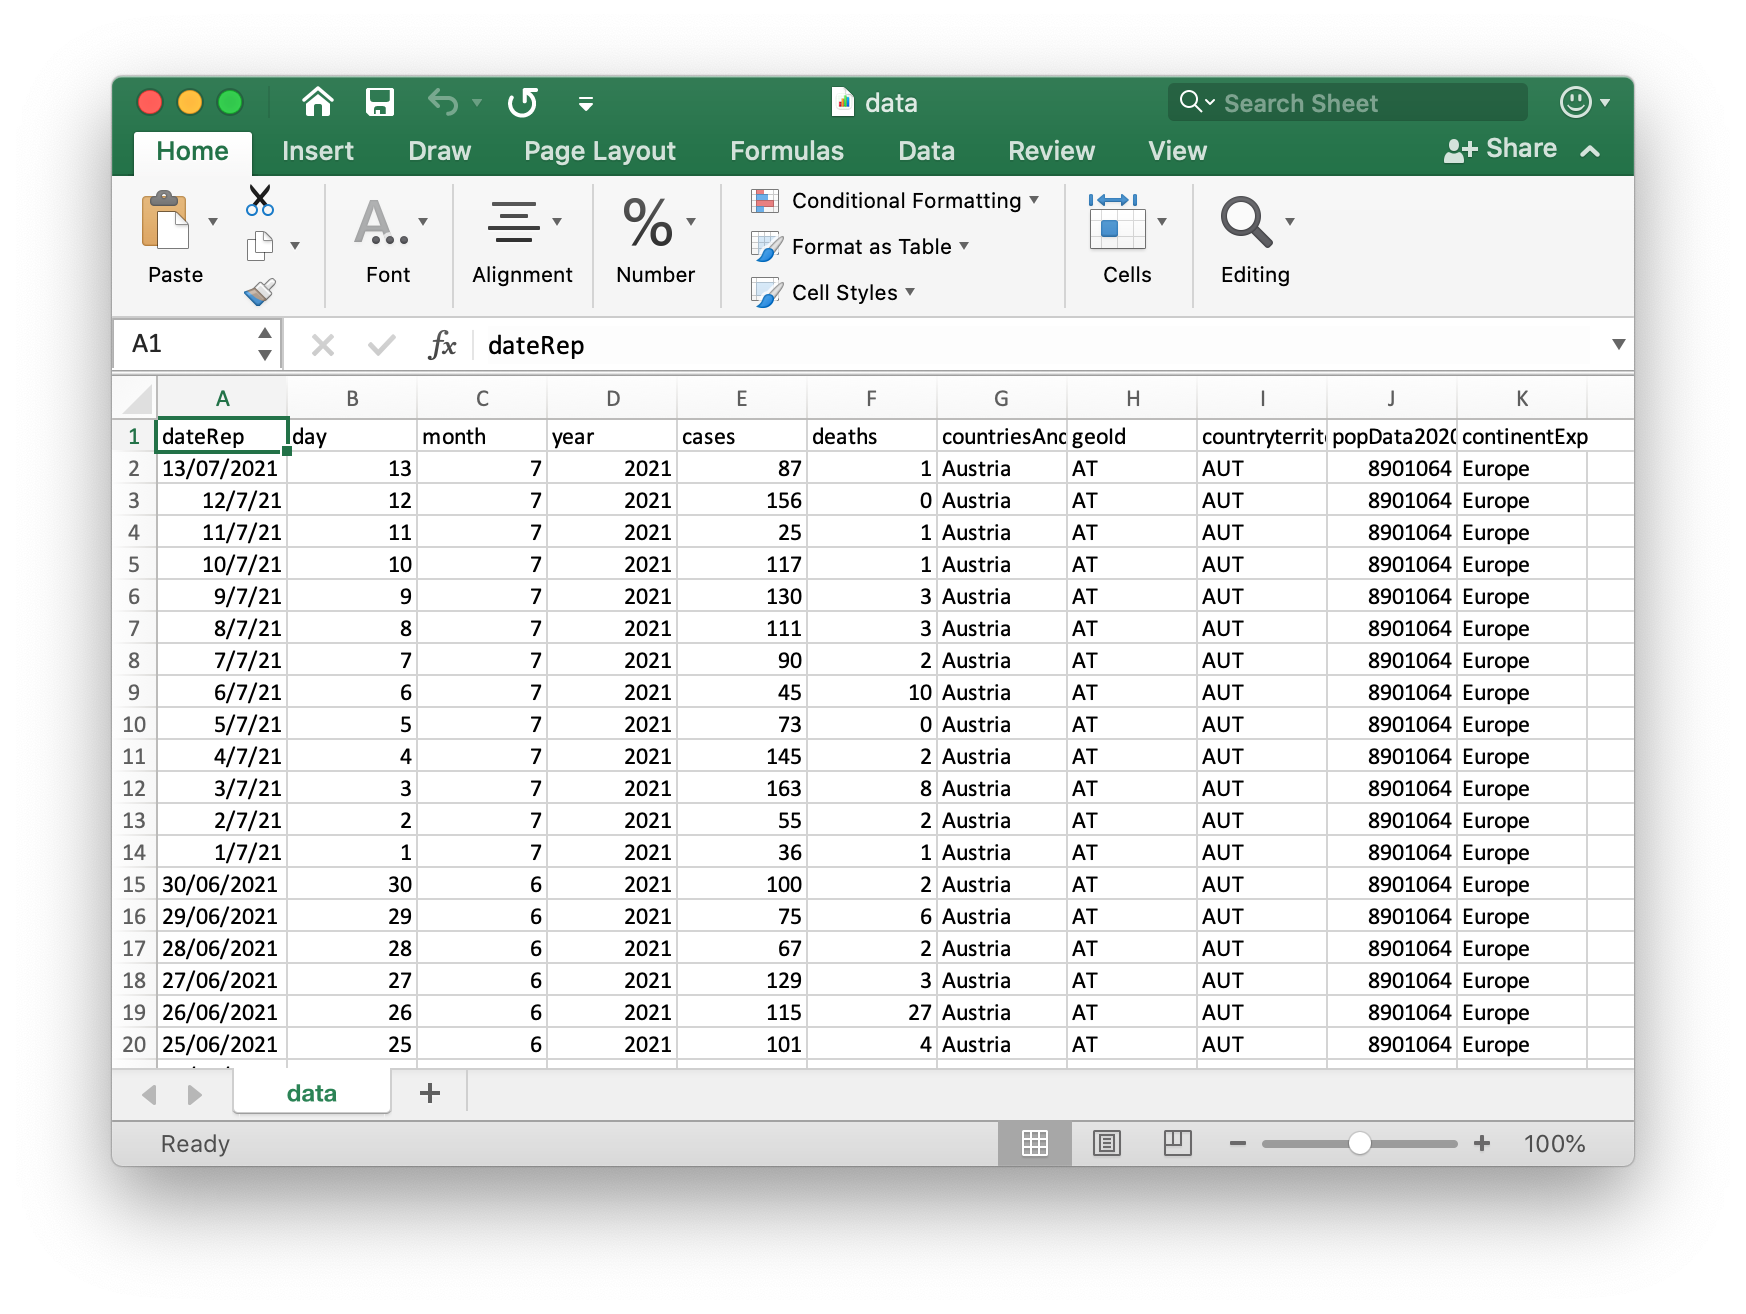 data
Search Sheet
Home Insert Draw Page Layout Formulas Data Review View Share
Paste
Font
Alignment
%
Number
Conditional Formatting
Format as Table
Cell Styles
Cells
Editing
A1 fx dateRep
A B C D E F G H I J K
1 dateRep day month year cases deaths countriesAnd geoId countryterrito popData2020 continentExp
2 13/07/2021 13 7 2021 87 1 Austria AT AUT 8901064 Europe
3 12/7/21 12 7 2021 156 0 Austria AT AUT 8901064 Europe
4 11/7/21 11 7 2021 25 1 Austria AT AUT 8901064 Europe
5 10/7/21 10 7 2021 117 1 Austria AT AUT 8901064 Europe
6 9/7/21 9 7 2021 130 3 Austria AT AUT 8901064 Europe
7 8/7/21 8 7 2021 111 3 Austria AT AUT 8901064 Europe
8 7/7/21 7 7 2021 90 2 Austria AT AUT 8901064 Europe
9 6/7/21 6 7 2021 45 10 Austria AT AUT 8901064 Europe
10 5/7/21 5 7 2021 73 0 Austria AT AUT 8901064 Europe
11 4/7/21 4 7 2021 145 2 Austria AT AUT 8901064 Europe
12 3/7/21 3 7 2021 163 8 Austria AT AUT 8901064 Europe
13 2/7/21 2 7 2021 55 2 Austria AT AUT 8901064 Europe
14 1/7/21 1 7 2021 36 1 Austria AT AUT 8901064 Europe
15 30/06/2021 30 6 2021 100 2 Austria AT AUT 8901064 Europe
16 29/06/2021 29 6 2021 75 6 Austria AT AUT 8901064 Europe
17 28/06/2021 28 6 2021 67 2 Austria AT AUT 8901064 Europe
18 27/06/2021 27 6 2021 129 3 Austria AT AUT 8901064 Europe
19 26/06/2021 26 6 2021 115 27 Austria AT AUT 8901064 Europe
20 25/06/2021 25 6 2021 101 4 Austria AT AUT 8901064 Europe
data
Ready
100%